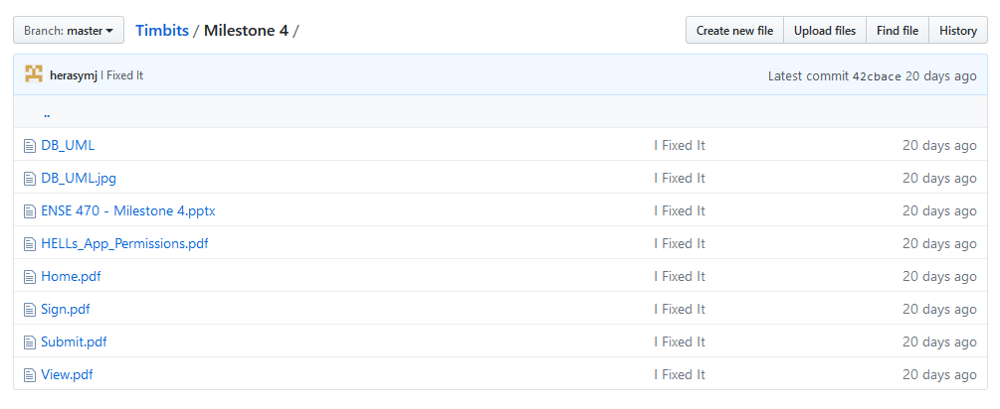 Branch: master Timbits / Milestone 4 / Create new file Upload files Find file History
herasymj I Fixed It Latest commit 42cbace 20 days ago
..
DB_UML I Fixed It 20 days ago
DB_UML.jpg I Fixed It 20 days ago
ENSE 470 - Milestone 4.pptx I Fixed It 20 days ago
HELLs_App_Permissions.pdf I Fixed It 20 days ago
Home.pdf I Fixed It 20 days ago
Sign.pdf I Fixed It 20 days ago
Submit.pdf I Fixed It 20 days ago
View.pdf I Fixed It 20 days ago